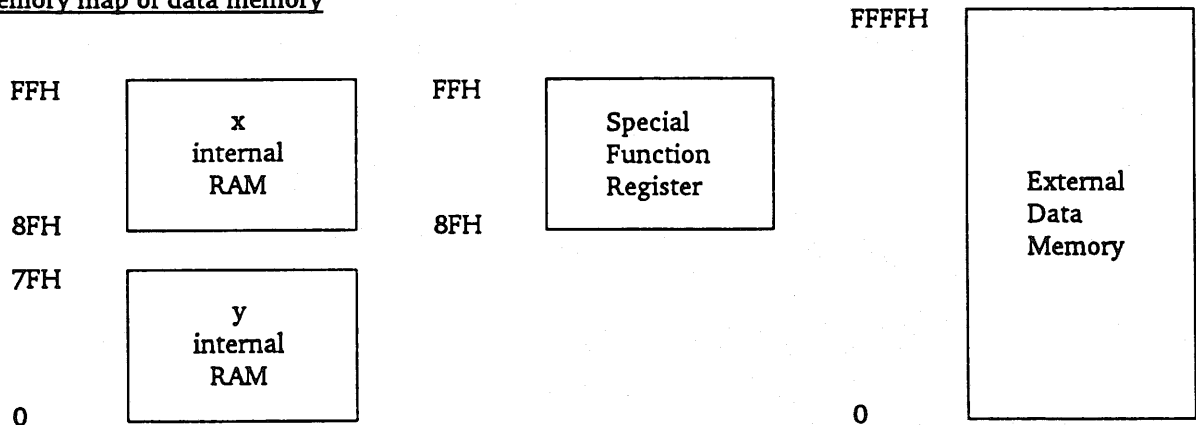 emory map of data memory
FFFFH
FFH
x
internal
RAM
8FH
FFH
Special
Function
Register
8FH
7FH
y
internal
RAM
0
External
Data
Memory
0